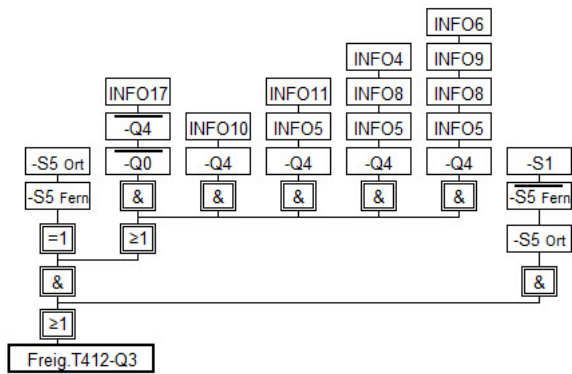 INFO6
INFO4 INFO9
INFO17 INFO11 INFO8 INFO8
-Q4 INFO10 INFO5 INFO5 INFO5
-S5 Ort -Q0 -Q4 -Q4 -Q4 -Q4 -S1
-S5 Fern & & & & & -S5 Fern
=1 ≥1 -S5 Ort
& &
≥1
Freig.T412-Q3